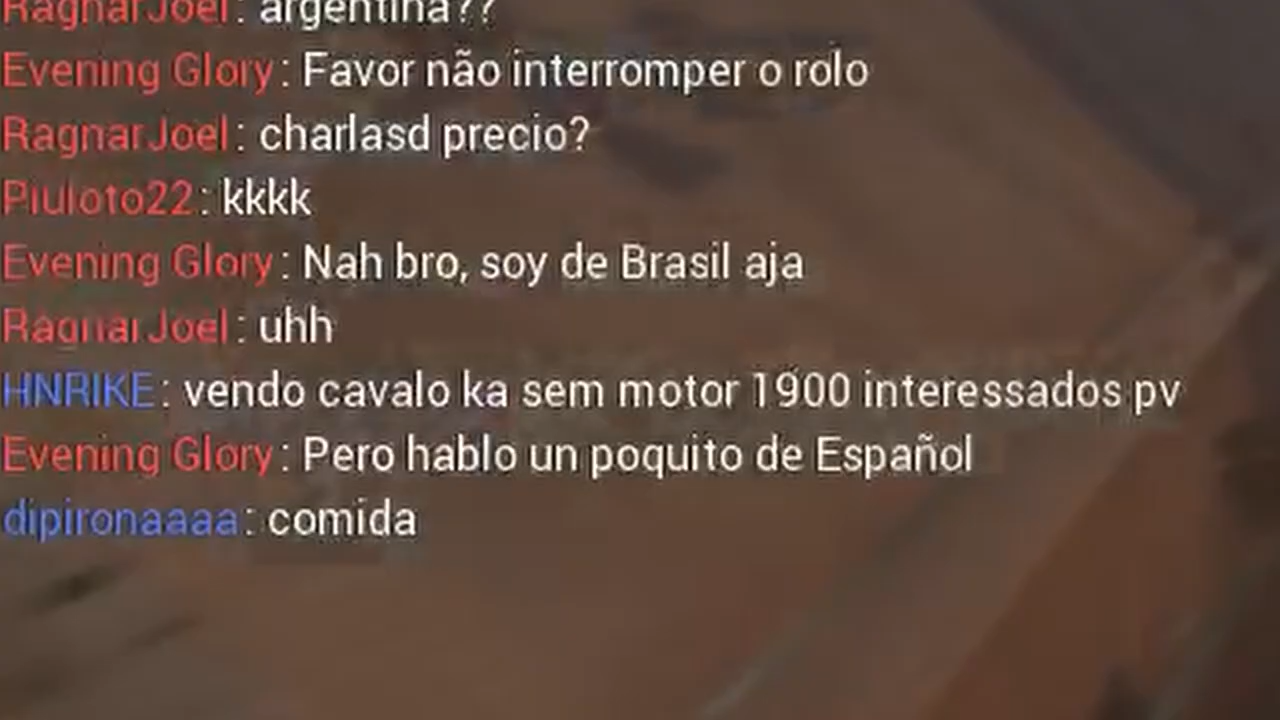 RagnarJoel: argentina??
Evening Glory: Favor não interromper o rolo
RagnarJoel: charlasd precio?
Piuloto22: kkkk
Evening Glory: Nah bro, soy de Brasil aja
RagnarJoel: uhh
HNRIKE: vendo cavalo ka sem motor 1900 interessados pv
Evening Glory: Pero hablo un poquito de Español
dipironaaaa: comida